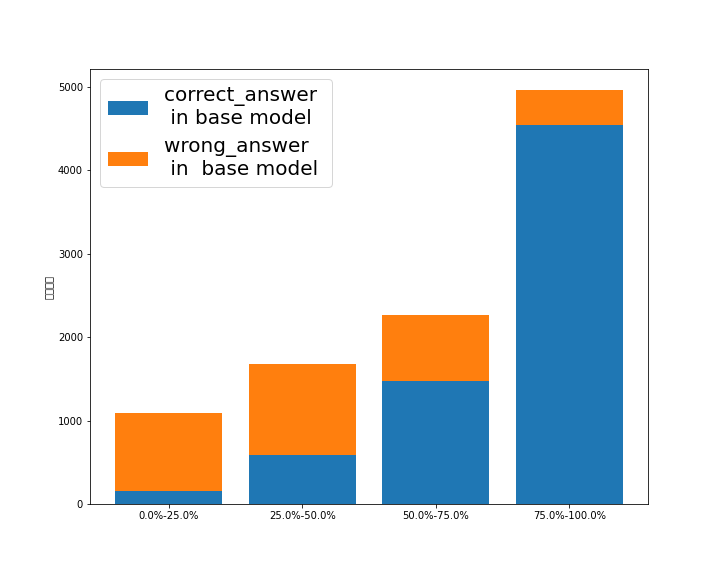 5000
4000
3000
2000
1000
0
correct_answer
in base model
wrong_answer
in  base model
0.0%-25.0%
25.0%-50.0%
50.0%-75.0%
75.0%-100.0%